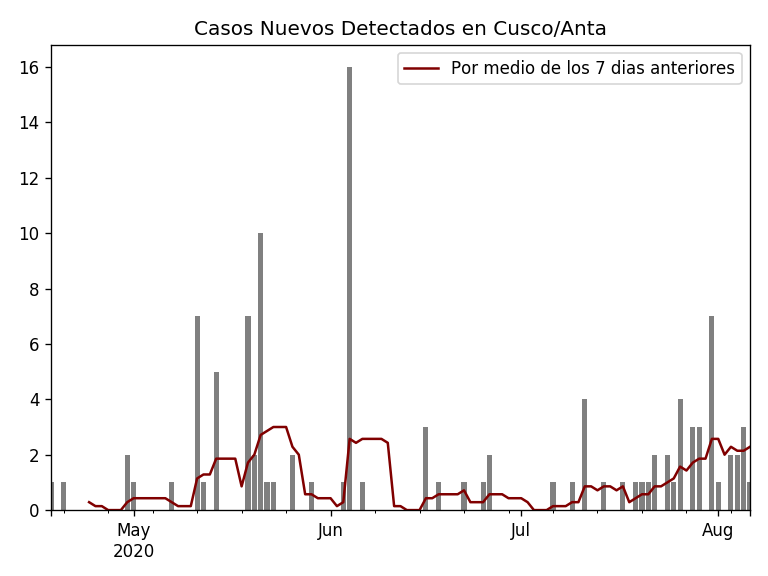 Casos Nuevos Detectados en Cusco/Anta
Por medio de los 7 dias anteriores
16
14
12
10
8
6
4
2
0
May
2020
Jun
Jul
Aug